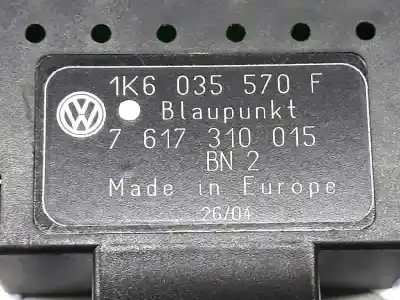 1K6 035 570 F
Blaupunkt
7 617 310 015
BN 2
Made in Europe
26/04